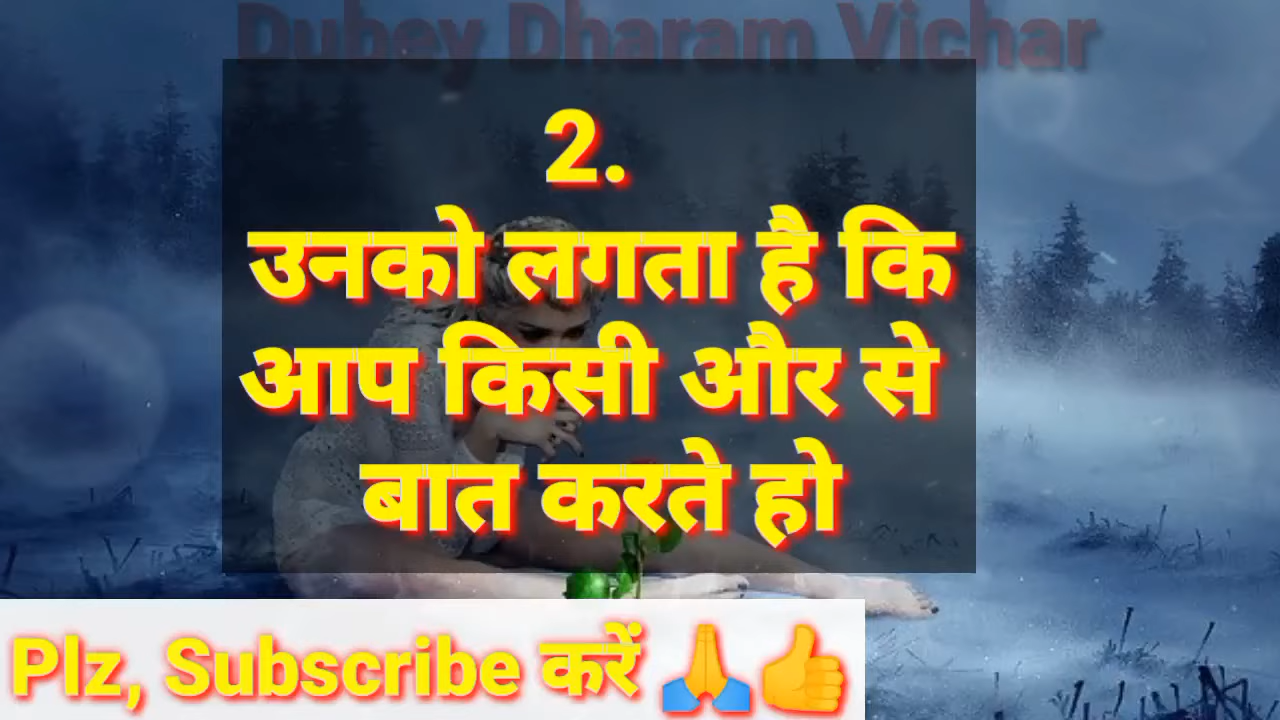 Dubey Dharam Vichar
2.
उनको लगता है कि
आप किसी और से
बात करते हो
Plz, Subscribe करें 🙏👍